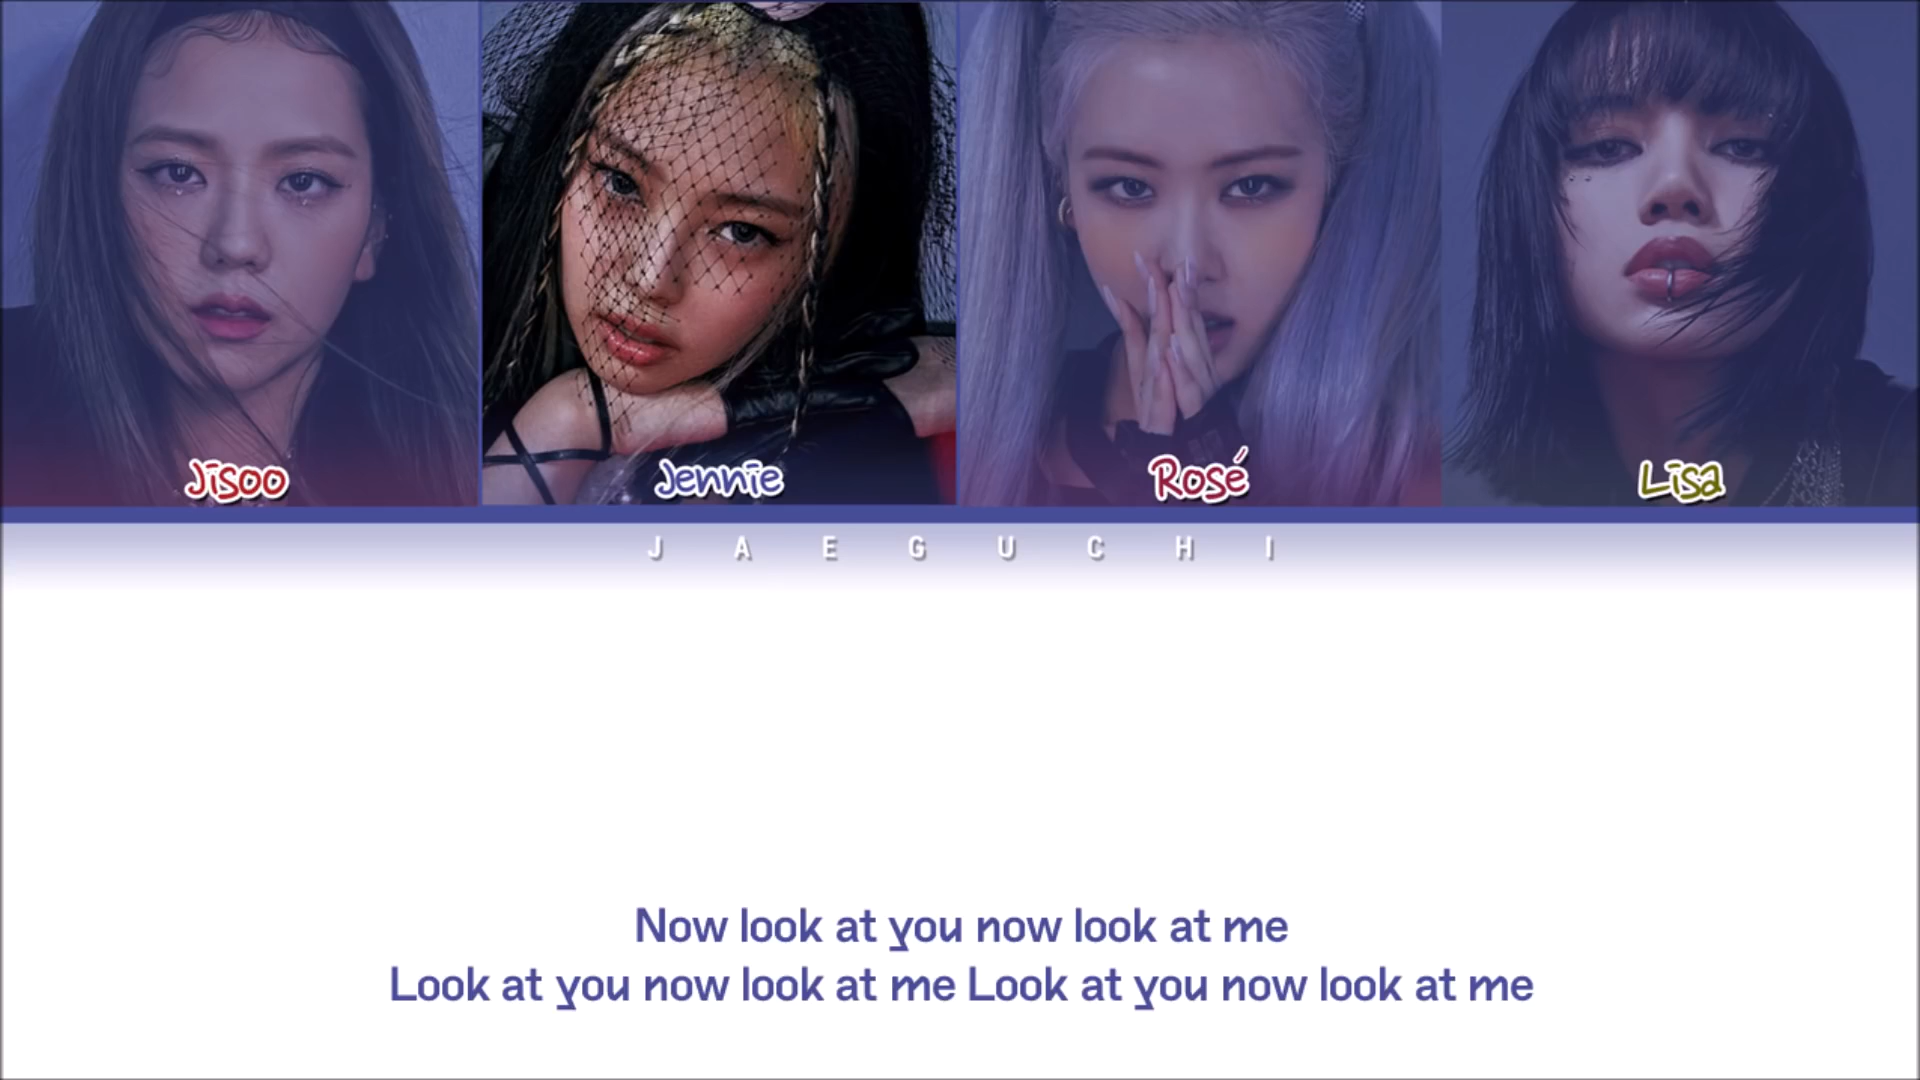 Jisoo
Jennie
Rosé
Lisa
JAEGUCHI
Now look at you now look at me
Look at you now look at me Look at you now look at me